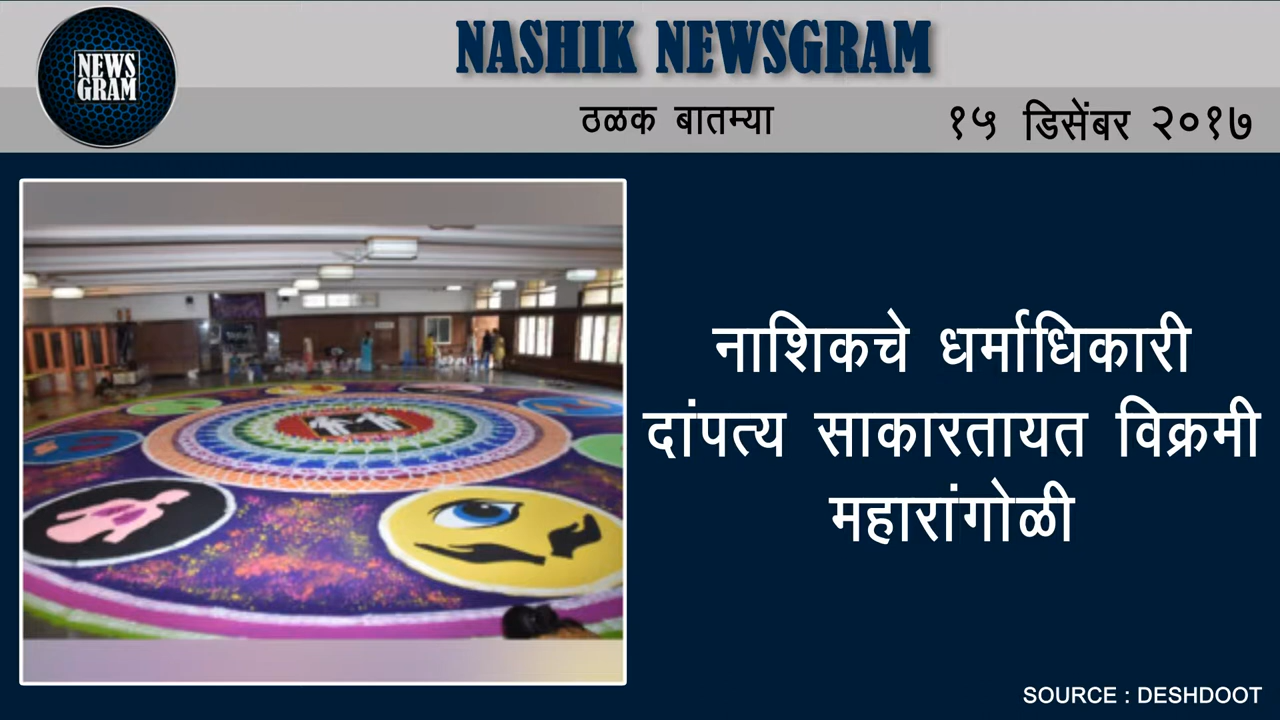 NEWS
GRAM
NASHIK NEWSGRAM
ठळक बातम्या
१५ डिसेंबर २०१७
नाशिकचे धर्माधिकारी
दांपत्य साकारतायत विक्रमी
महारांगोळी
SOURCE : DESHDOOT